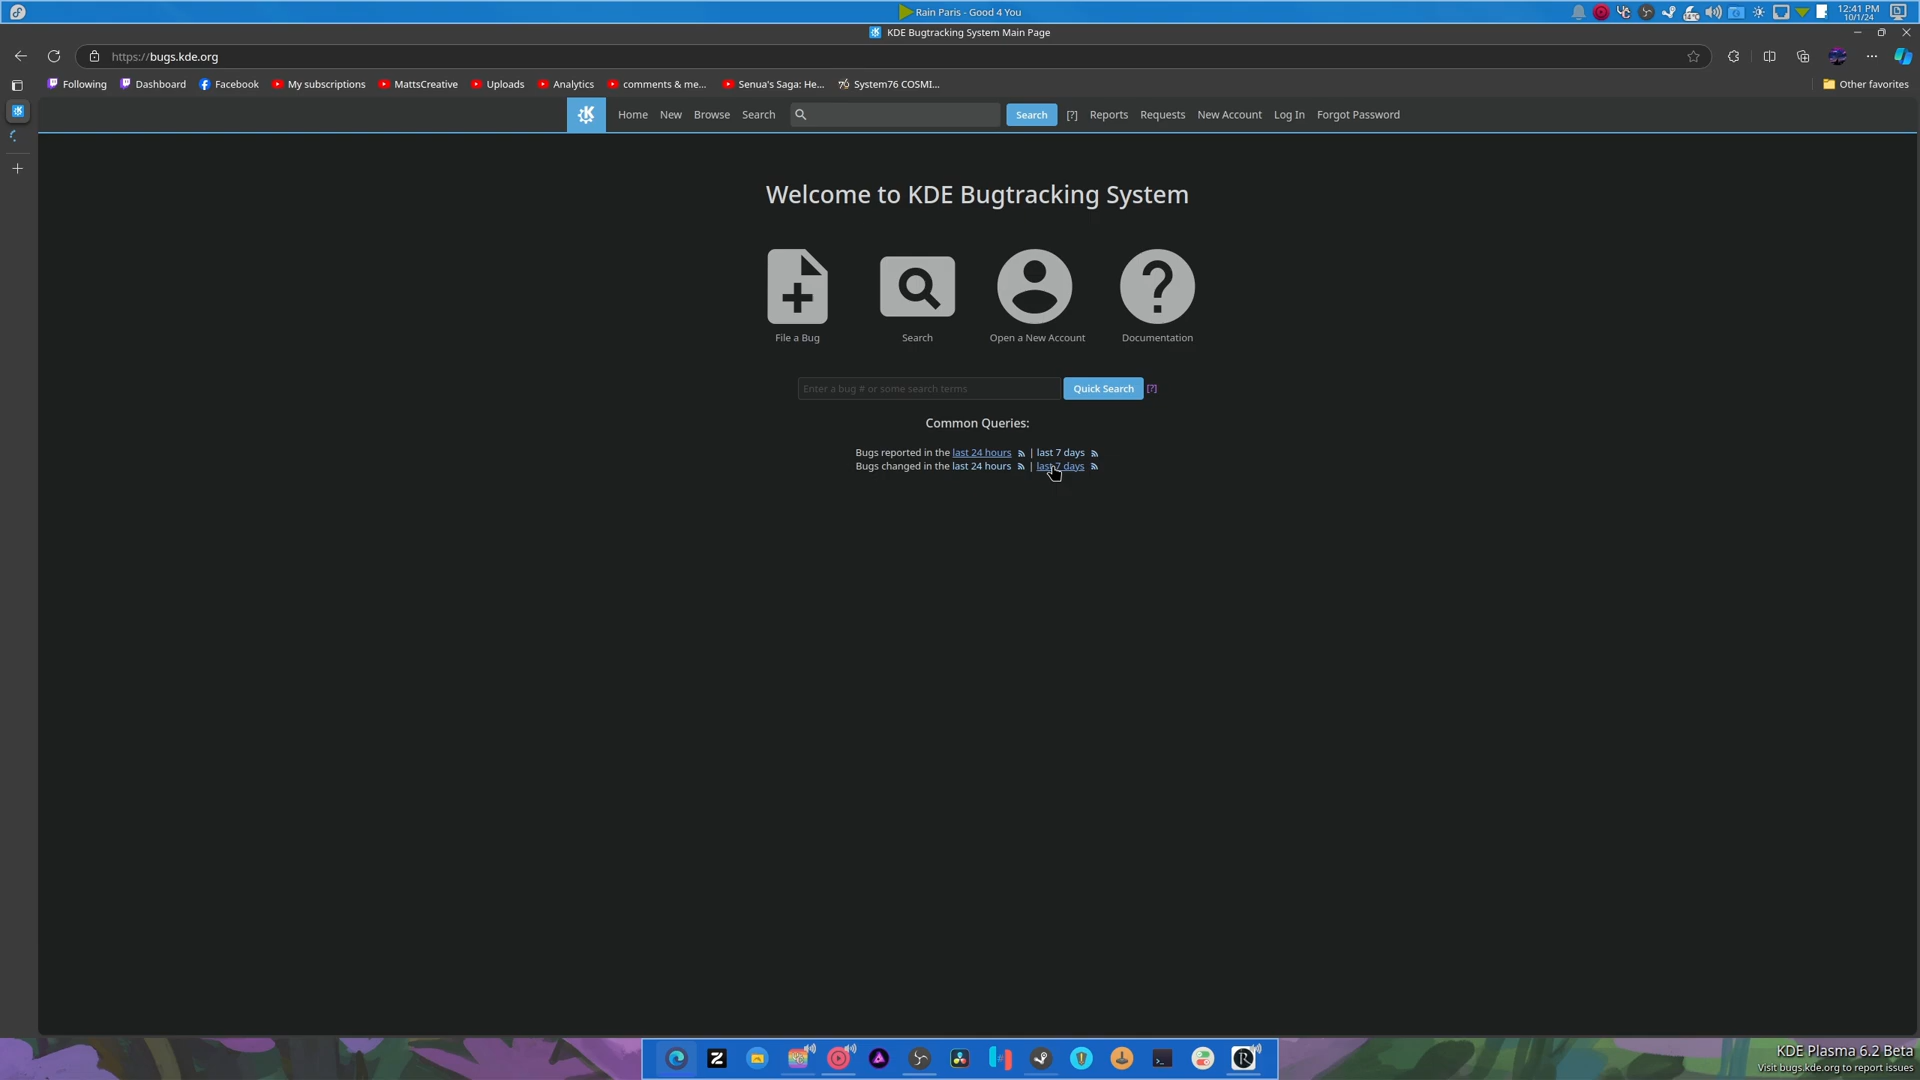 Rain Paris - Good 4 You
12:41 PM
10/1/24
KDE Bugtracking System Main Page
https://bugs.kde.org
Following
Dashboard
Facebook
My subscriptions
MattsCreative
Uploads
Analytics
comments & me...
Senua's Saga: He...
System76 COSMI...
Other favorites
Home
New
Browse
Search
Search
[?]
Reports
Requests
New Account
Log In
Forgot Password
Welcome to KDE Bugtracking System
File a Bug
Search
Open a New Account
Documentation
Enter a bug # or some search terms
Quick Search
[?]
Common Queries:
Bugs reported in the last 24 hours | last 7 days
Bugs changed in the last 24 hours | last 7 days
KDE Plasma 6.2 Beta
Visit bugs.kde.org to report issues